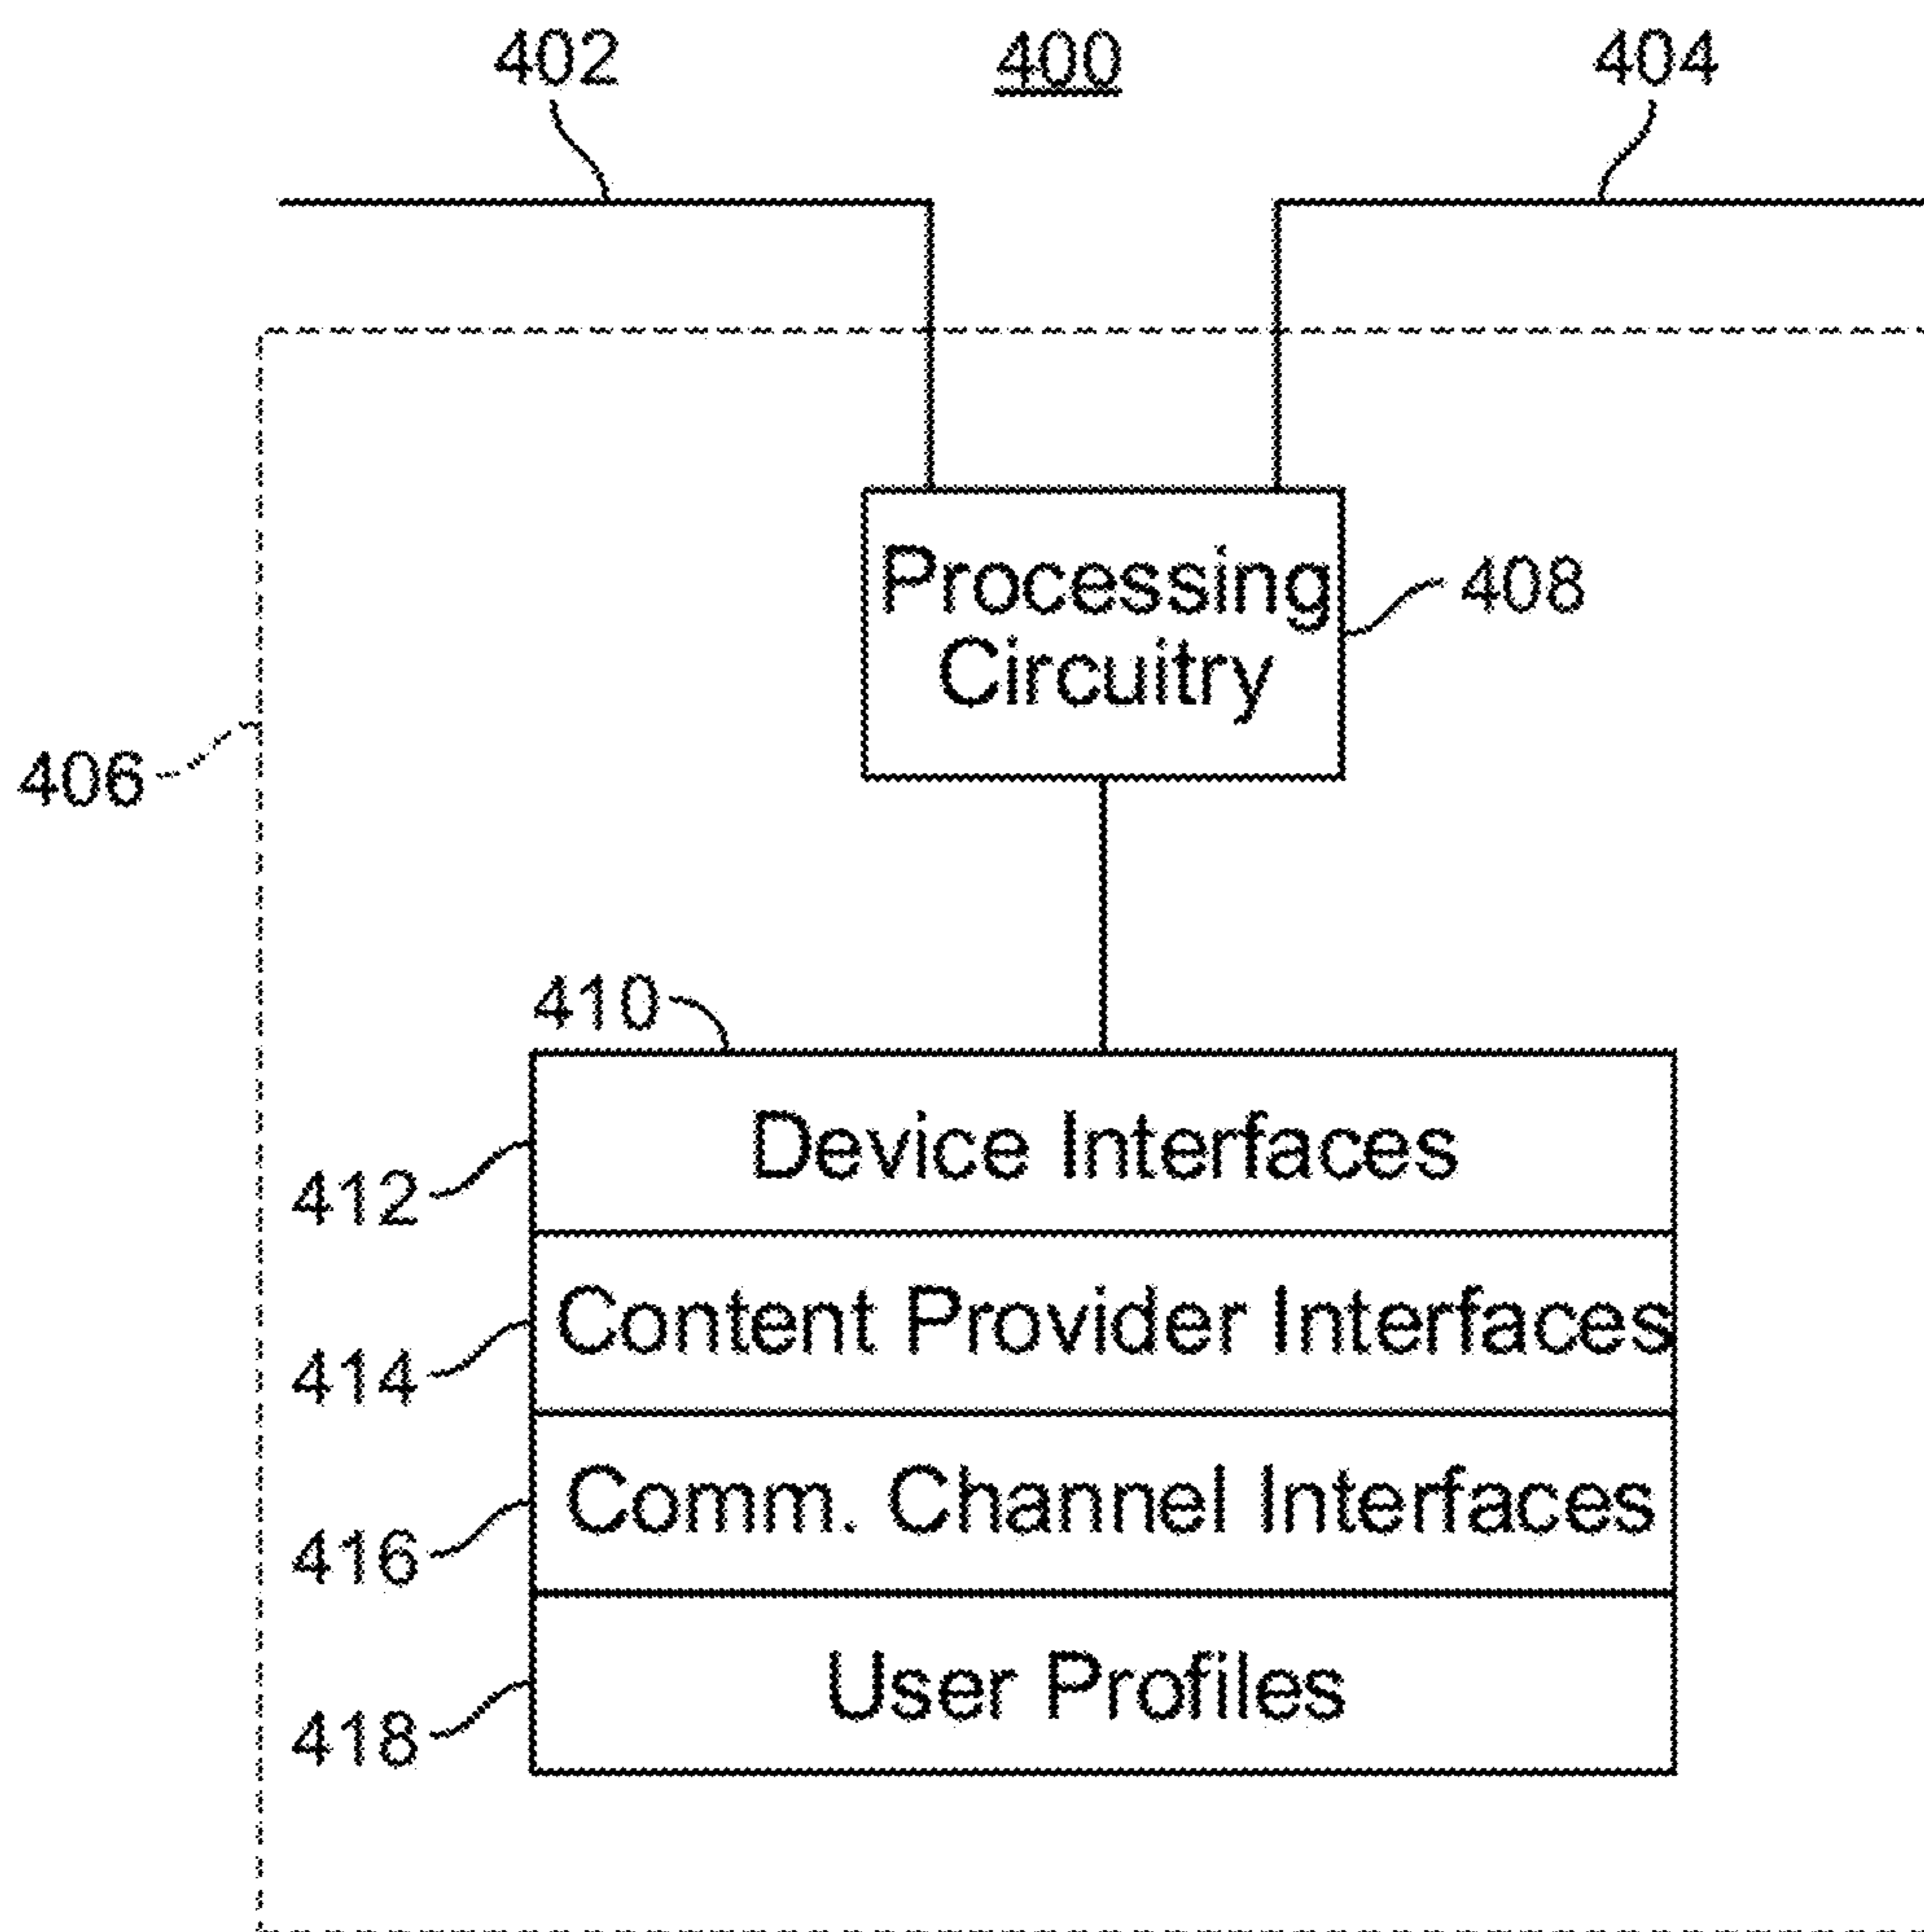 402
400
404
Processing
Circuitry
408
406
410
Device Interfaces
412
Content Provider Interfaces
414
Comm. Channel Interfaces
416
User Profiles
418